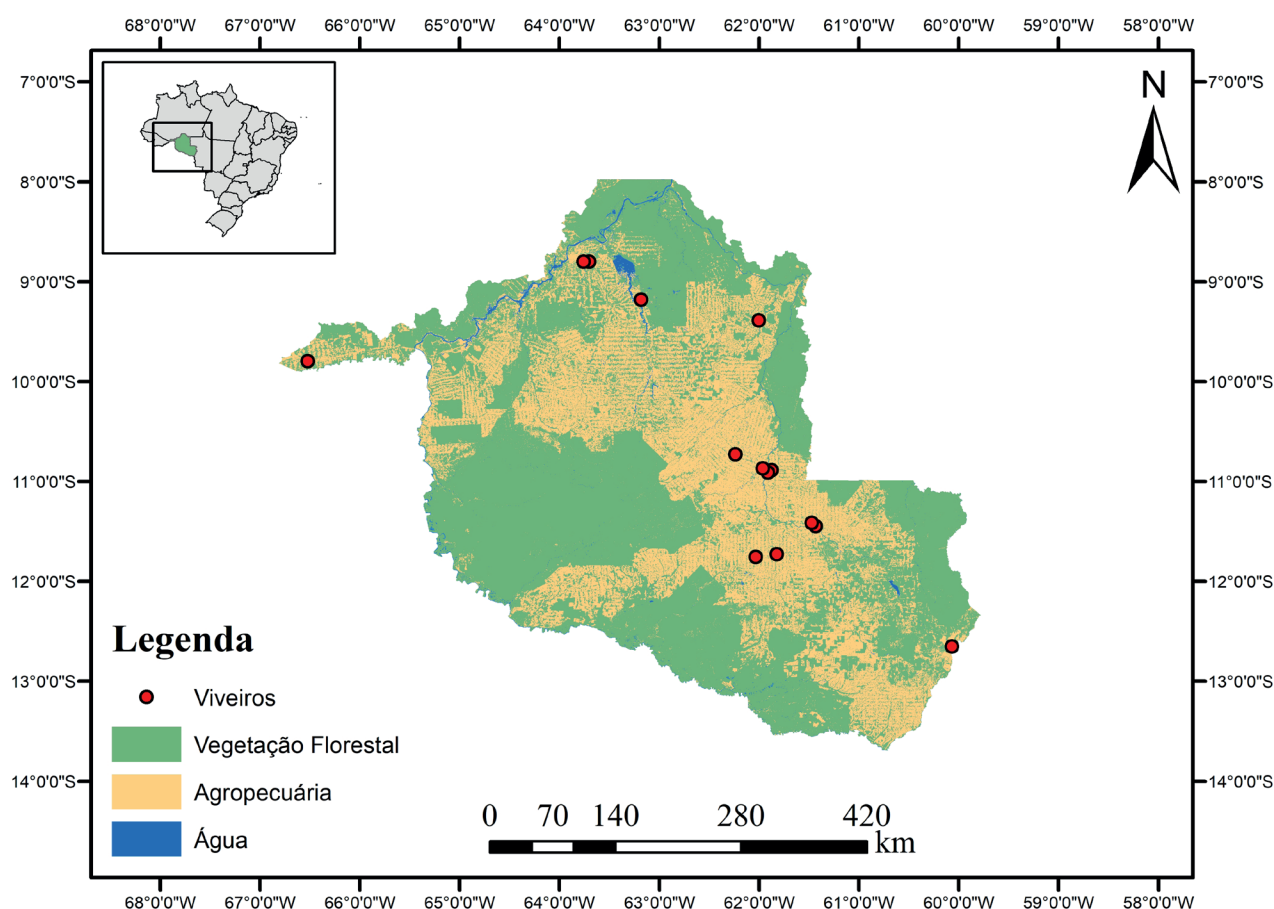 68°0'0"W 67°0'0"W 66°0'0"W 65°0'0"W 64°0'0"W 63°0'0"W 62°0'0"W 61°0'0"W 60°0'0"W 59°0'0"W 58°0'0"W
7°0'0"S 7°0'0"S
N
8°0'0"S 8°0'0"S
9°0'0"S 9°0'0"S
10°0'0"S 10°0'0"S
11°0'0"S 11°0'0"S
12°0'0"S 12°0'0"S
Legenda
13°0'0"S 13°0'0"S
Viveiros
Vegetação Florestal
14°0'0"S 14°0'0"S
Agropecuária
0 70 140 280 420
km
Água
68°0'0"W 67°0'0"W 66°0'0"W 65°0'0"W 64°0'0"W 63°0'0"W 62°0'0"W 61°0'0"W 60°0'0"W 59°0'0"W 58°0'0"W